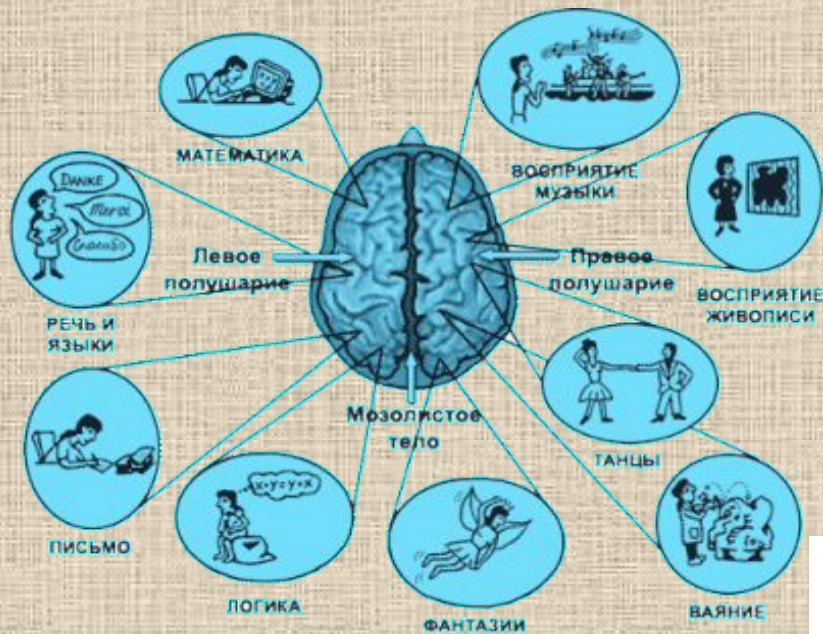 МАТЕМАТИКА
ВОСПРИЯТИЕ
МУЗЫКИ
DANKE
Merci
Спасибо
РЕЧЬ И
ЯЗЫКИ
Левое
полушарие
Правое
полушарие
ВОСПРИЯТИЕ
ЖИВОПИСИ
Мозолистое
тело
ТАНЦЫ
ПИСЬМО
x+y=y+x
ЛОГИКА
ФАНТАЗИИ
ВАЯНИЕ